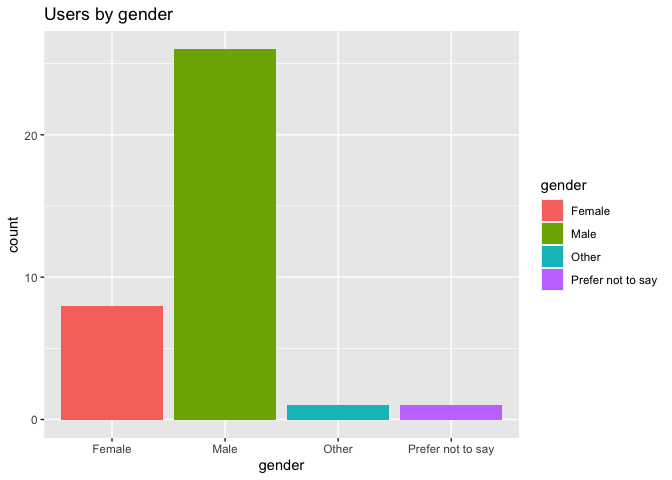 Users by gender
count
20
10
0
Female
Male
Other
Prefer not to say
gender
gender
Female
Male
Other
Prefer not to say